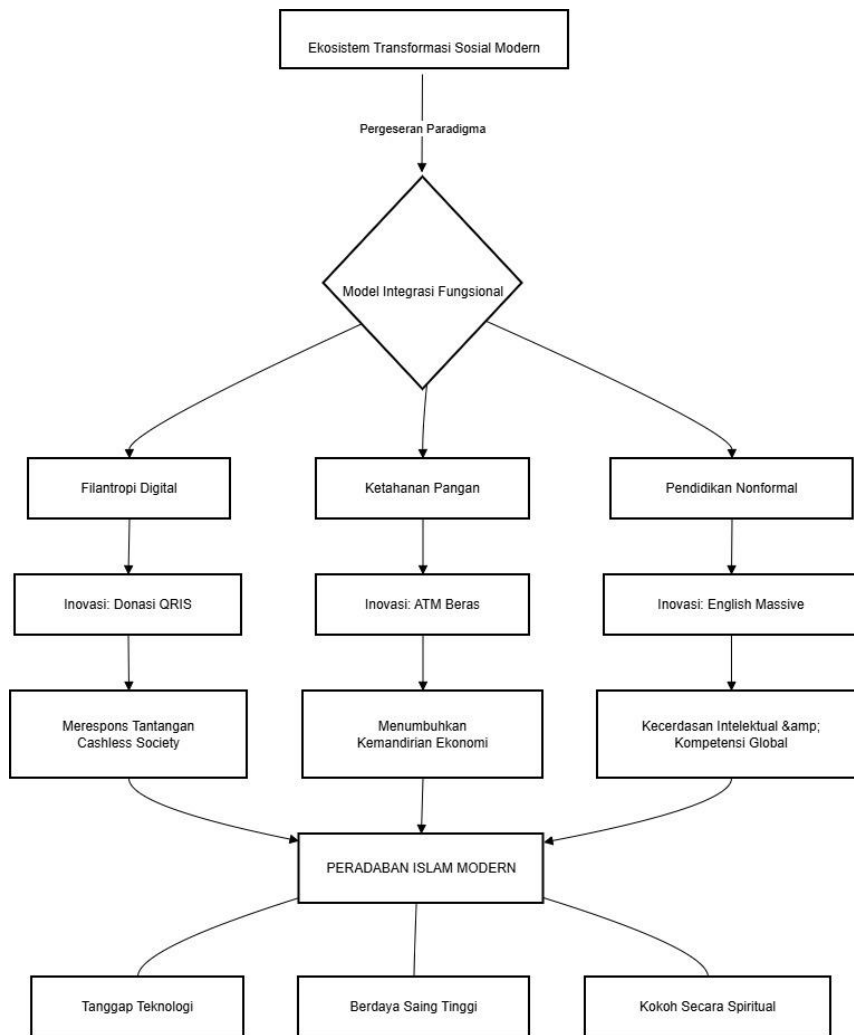 Ekosistem Transformasi Sosial Modern
Pergeseran Paradigma
Model Integrasi Fungsional
Filantropi Digital
Ketahanan Pangan
Pendidikan Nonformal
Inovasi: Donasi QRIS
Inovasi: ATM Beras
Inovasi: English Massive
Merespons Tantangan
Cashless Society
Menumbuhkan
Kemandirian Ekonomi
Kecerdasan Intelektual &amp;
Kompetensi Global
PERADABAN ISLAM MODERN
Tanggap Teknologi
Berdaya Saing Tinggi
Kokoh Secara Spiritual